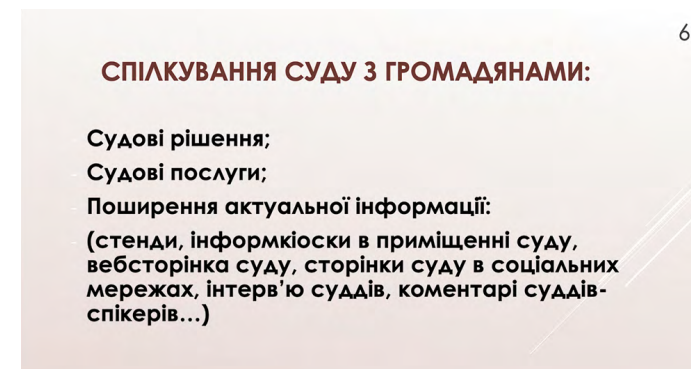 6
СПІЛКУВАННЯ СУДУ З ГРОМАДЯНАМИ:
Судові рішення;
- Судові послуги;
- Поширення актуальної інформації:
- (стенди, інформкіоски в приміщенні суду,
вебсторінка суду, сторінки суду в соціальних
мережах, інтерв'ю суддів, коментарі суддів-
спікерів...)